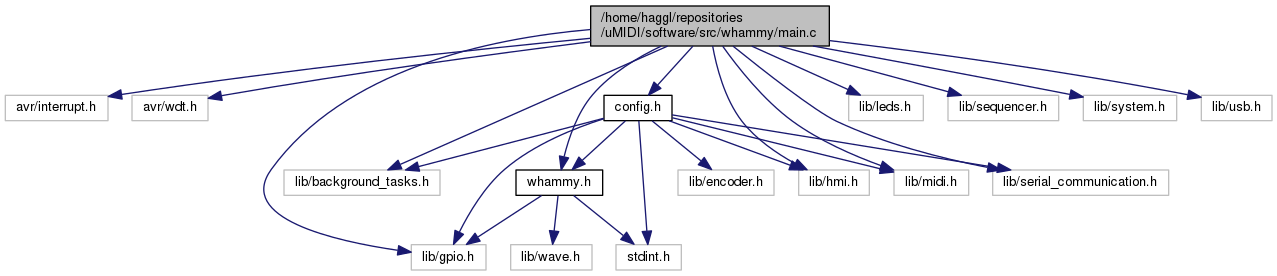 /home/haggl/repositories
/uMIDI/software/src/whammy/main.c
avr/interrupt.h
avr/wdt.h
config.h
lib/leds.h
lib/sequencer.h
lib/system.h
lib/usb.h
lib/background_tasks.h
whammy.h
lib/encoder.h
lib/hmi.h
lib/midi.h
lib/serial_communication.h
lib/gpio.h
lib/wave.h
stdint.h